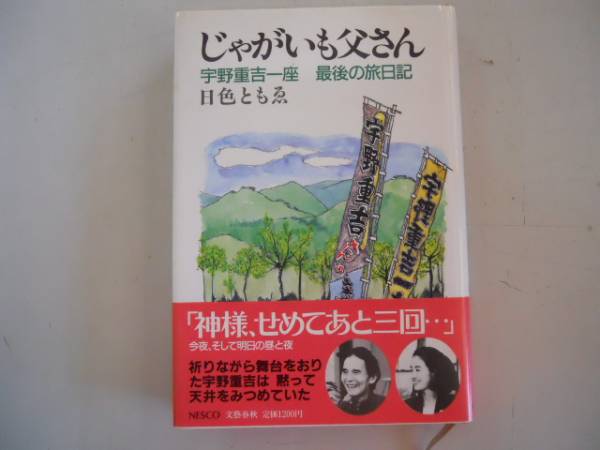 じゃがいも父さん
宇野重吉一座 最後の旅日記
日色ともゑ
宇野重吉
宇野重吉一
「神様、せめてあと三回…」
今夜、そして明日の昼と夜
祈りながら舞台をおり
た宇野重吉は 黙って
天井をみつめていた
NESCO 文藝春秋 定価1200円